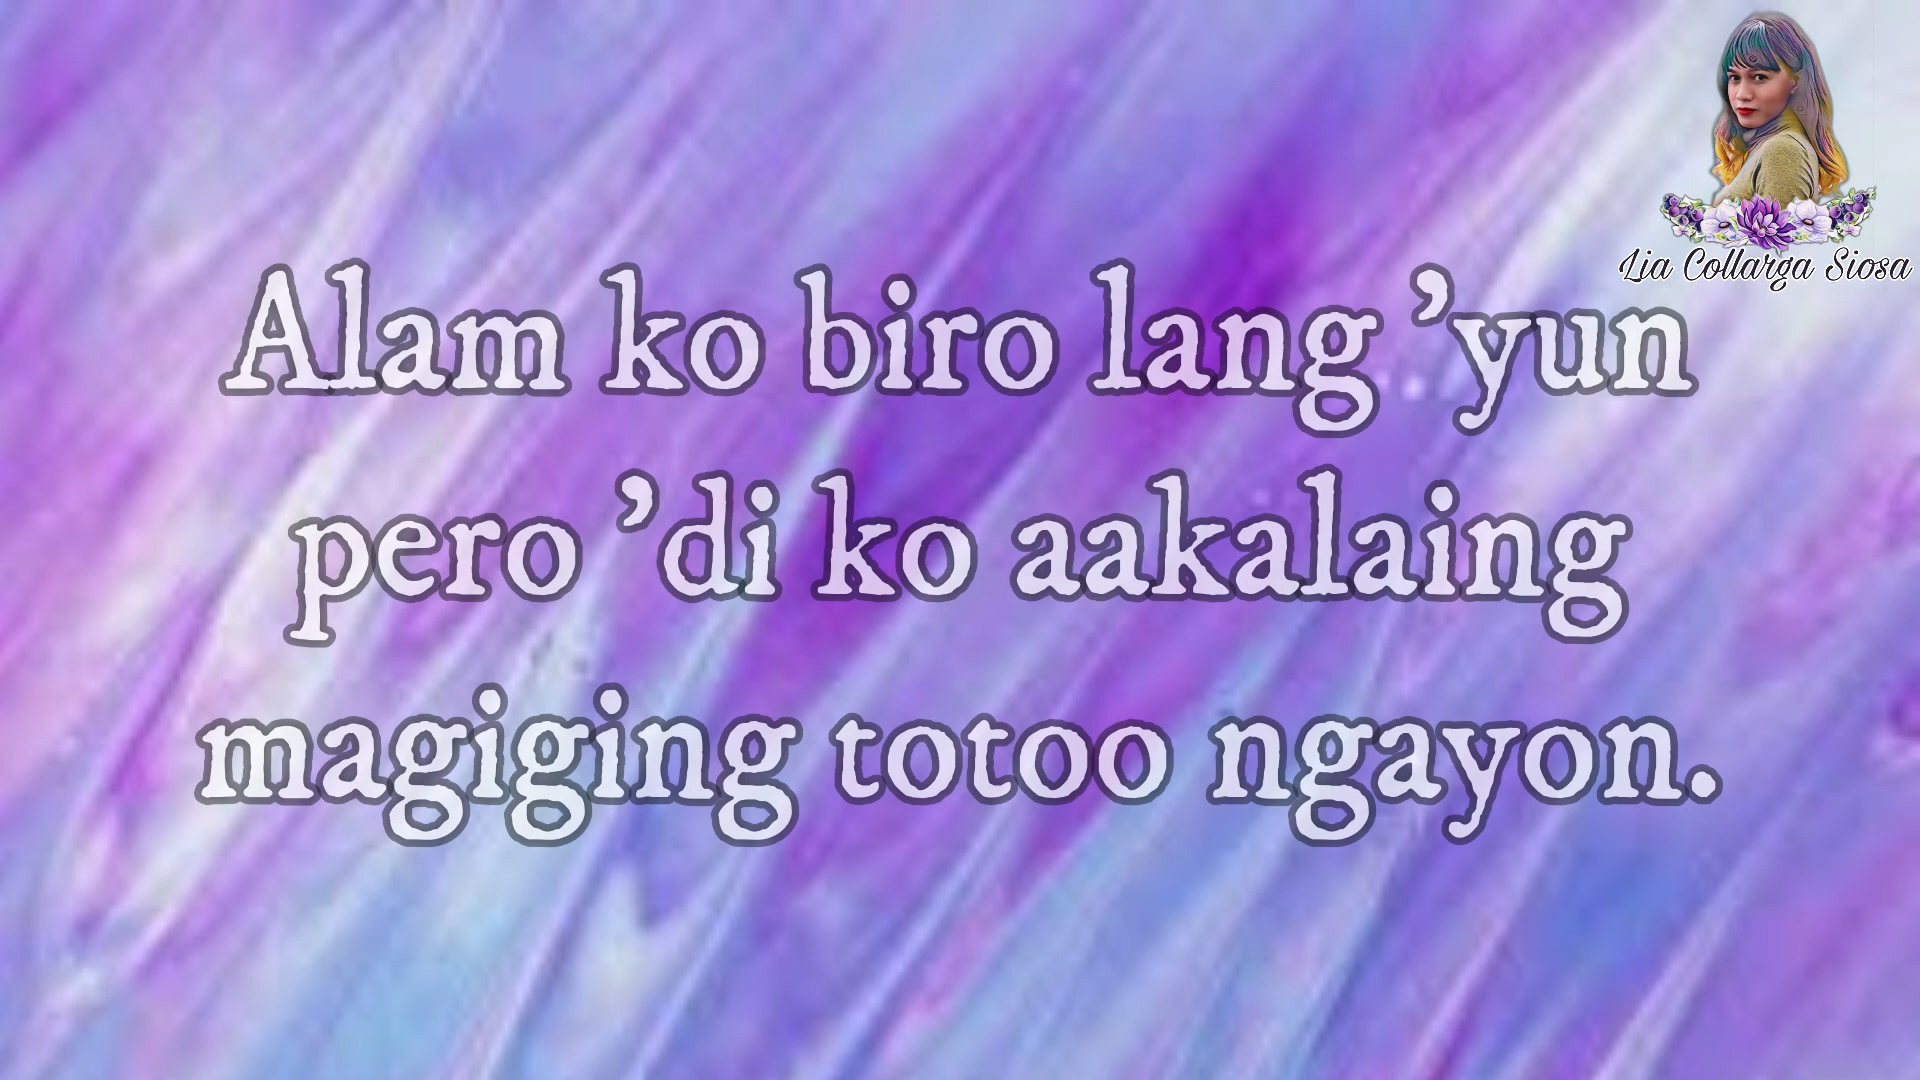 Lia Collarga Siosa
Alam ko biro lang ’yun
pero ’di ko aakalaing
magiging totoo ngayon.